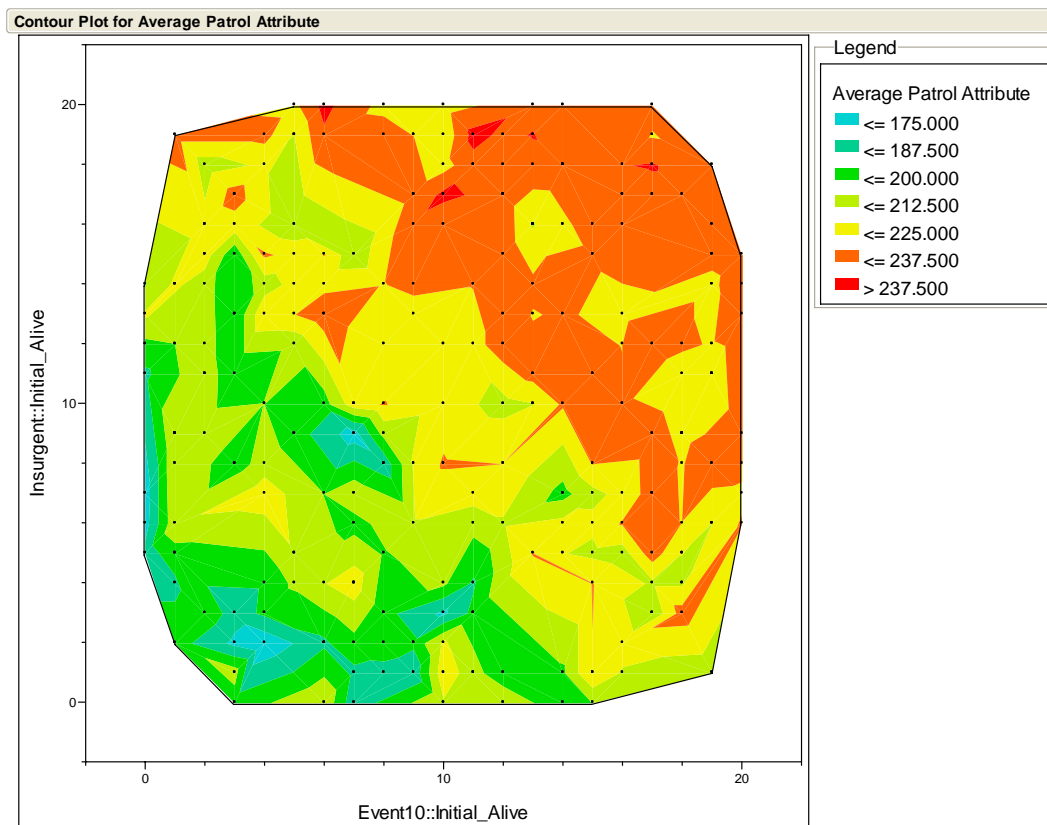 Contour Plot for Average Patrol Attribute
Legend
Average Patrol Attribute
<= 175.000
<= 187.500
<= 200.000
<= 212.500
<= 225.000
<= 237.500
> 237.500
20
10
0
Insurgent::Initial_Alive
0
10
20
Event10::Initial_Alive